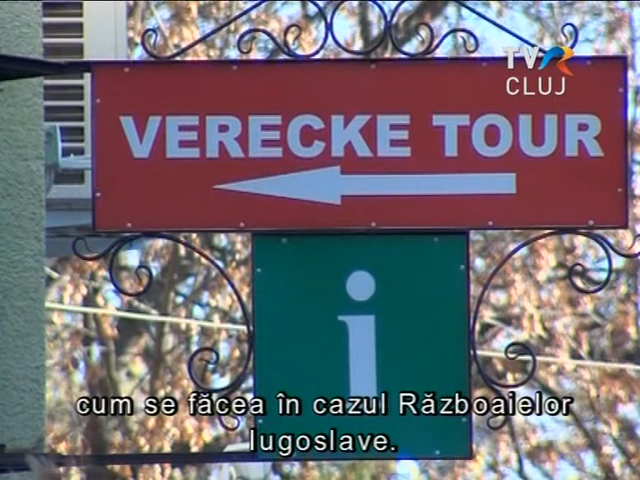 TVR
CLUJ
VERECKE TOUR
i
cum se făcea în cazul Războaielor
Iugoslave.